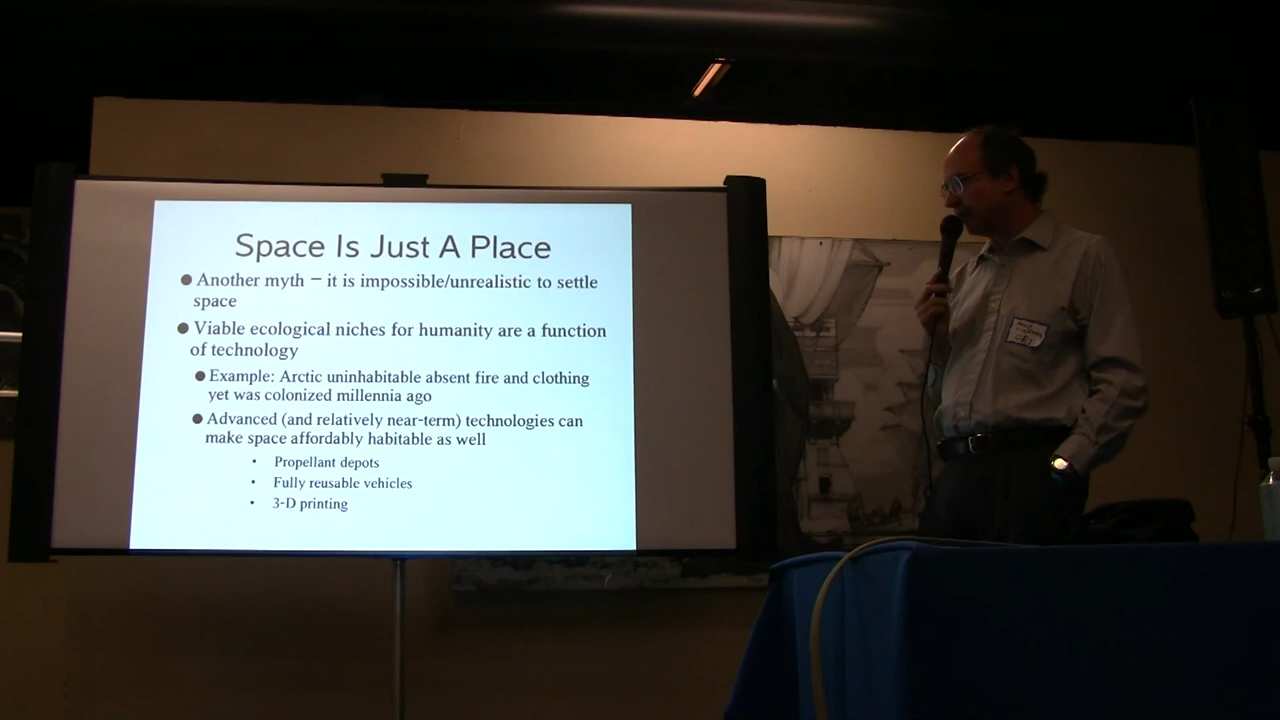 Space Is Just A Place
Another myth – it is impossible/unrealistic to settle
space
Viable ecological niches for humanity are a function
of technology
Example: Arctic uninhabitable absent fire and clothing
yet was colonized millennia ago
Advanced (and relatively near-term) technologies can
make space affordably habitable as well
Propellant depots
Fully reusable vehicles
3-D printing